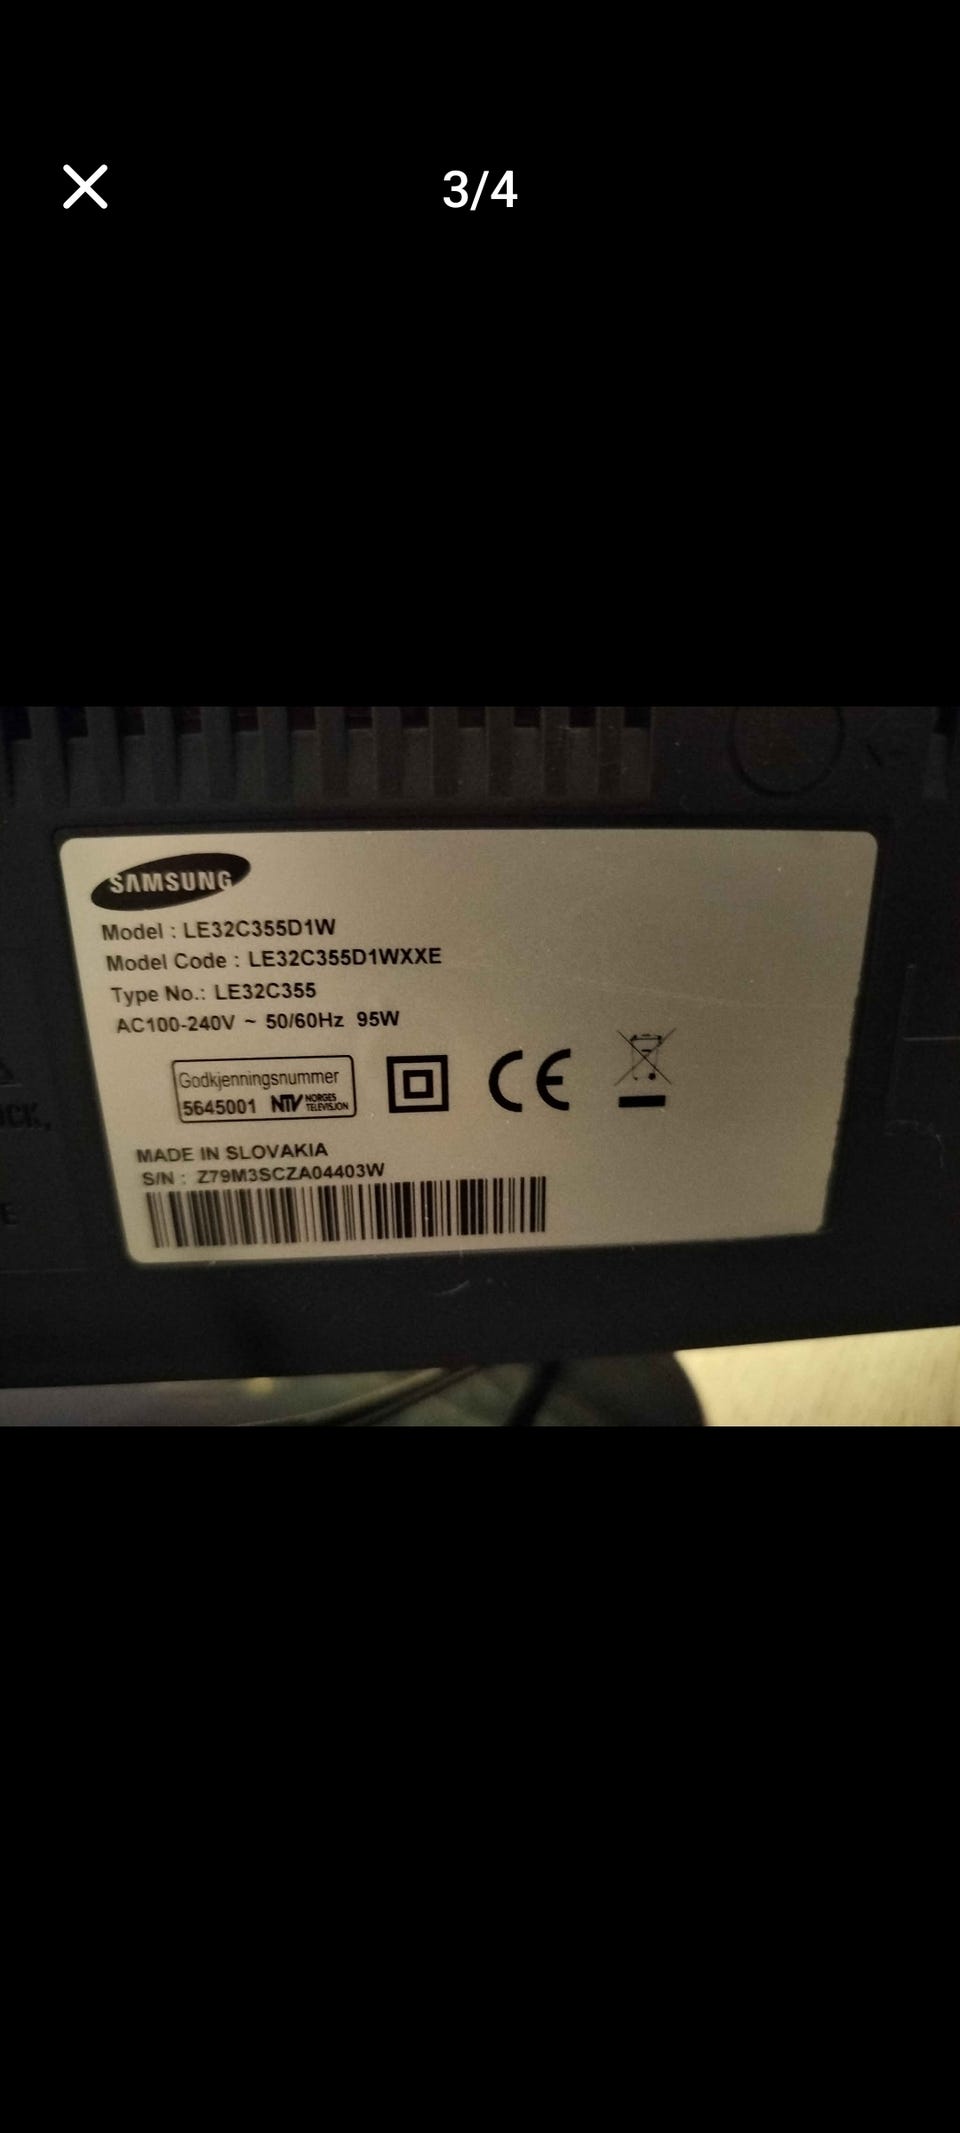 3/4
SAMSUNG
Model : LE32C355D1W
Model Code : LE32C355D1WXXE
Type No.: LE32C355
AC100-240V ~ 50/60Hz 95W
Godkjenningsnummer
5645001 NTV NORGES TELEVISJON
CE
MADE IN SLOVAKIA
S/N : Z79M3SCZA04403W